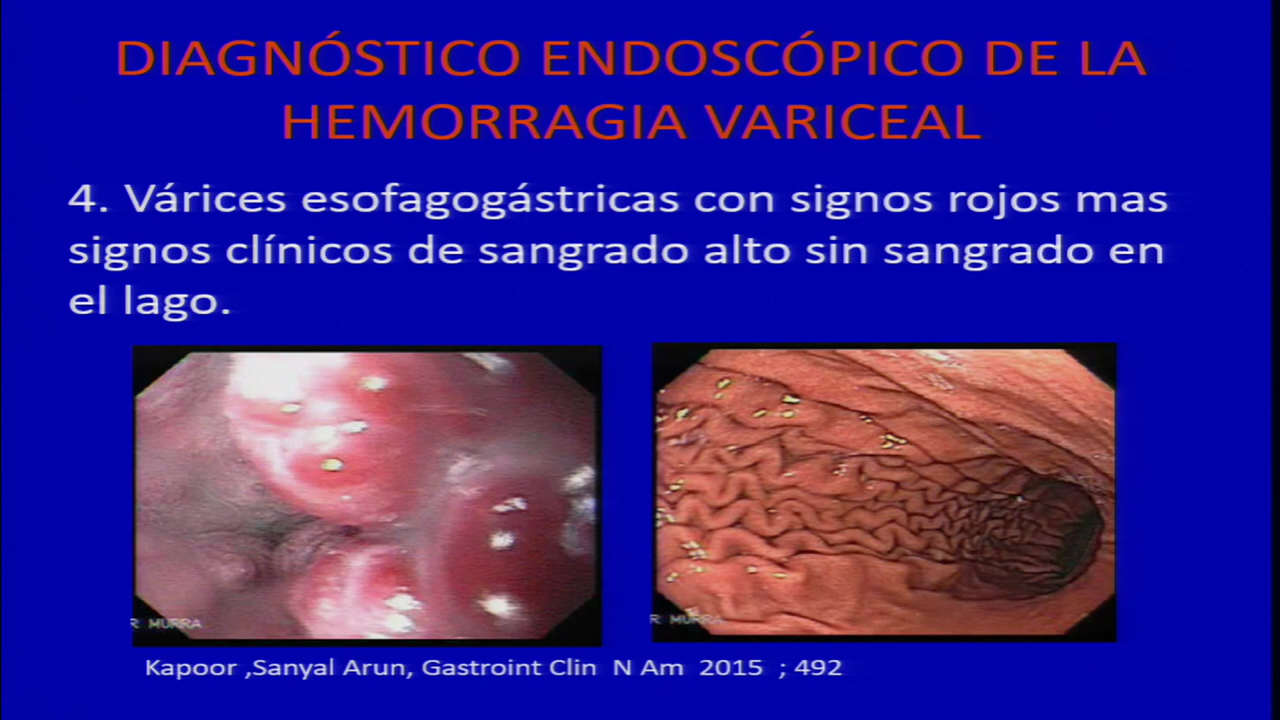 DIAGNÓSTICO ENDOSCÓPICO DE LA
HEMORRAGIA VARICEAL
4. Várices esofagogástricas con signos rojos mas
signos clínicos de sangrado alto sin sangrado en
el lago.
R MURRA
R MURRA
Kapoor ,Sanyal Arun, Gastroint Clin N Am 2015 ; 492